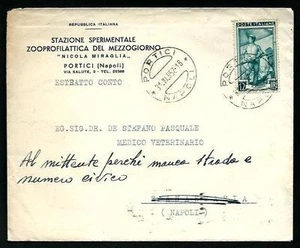 REPUBBLICA ITALIANA
STAZIONE SPERIMENTALE
ZOOPROFILATTICA DEL MEZZOGIORNO
"NICOLA MIRAGLIA"
PORTICI (Napoli)
VIA SALUTE, 2 - TEL.
ESTRATTO CONTO
PORTICI
NAPOLI
POSTE ITALIANE
EG.SIG.DR. DE STEFANO PASQUALE
MEDICO VETERINARIO
Al mittente perchè manca strada e
numero civico
(NAPOLI)